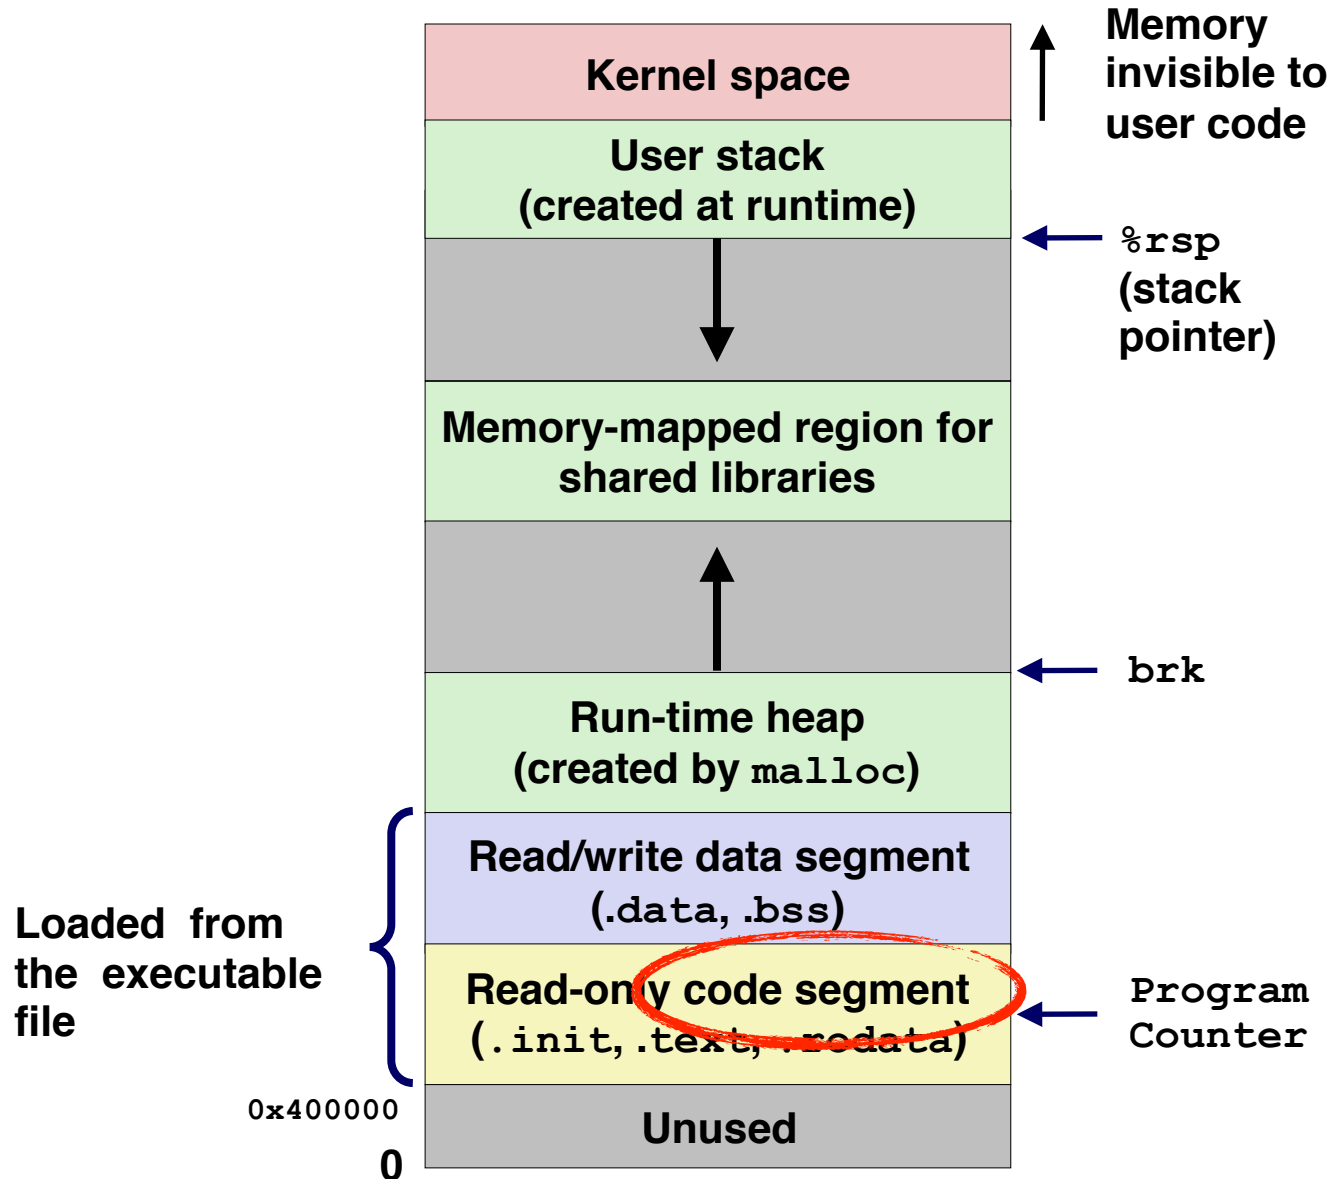 Kernel space
Memory
invisible to
user code
User stack
(created at runtime)
%rsp
(stack
pointer)
Memory-mapped region for
shared libraries
brk
Run-time heap
(created by malloc)
Read/write data segment
(.data, .bss)
Loaded from
the executable
file
Read-only code segment
(.init, .text, .rodata)
Program
Counter
0x400000
Unused
0